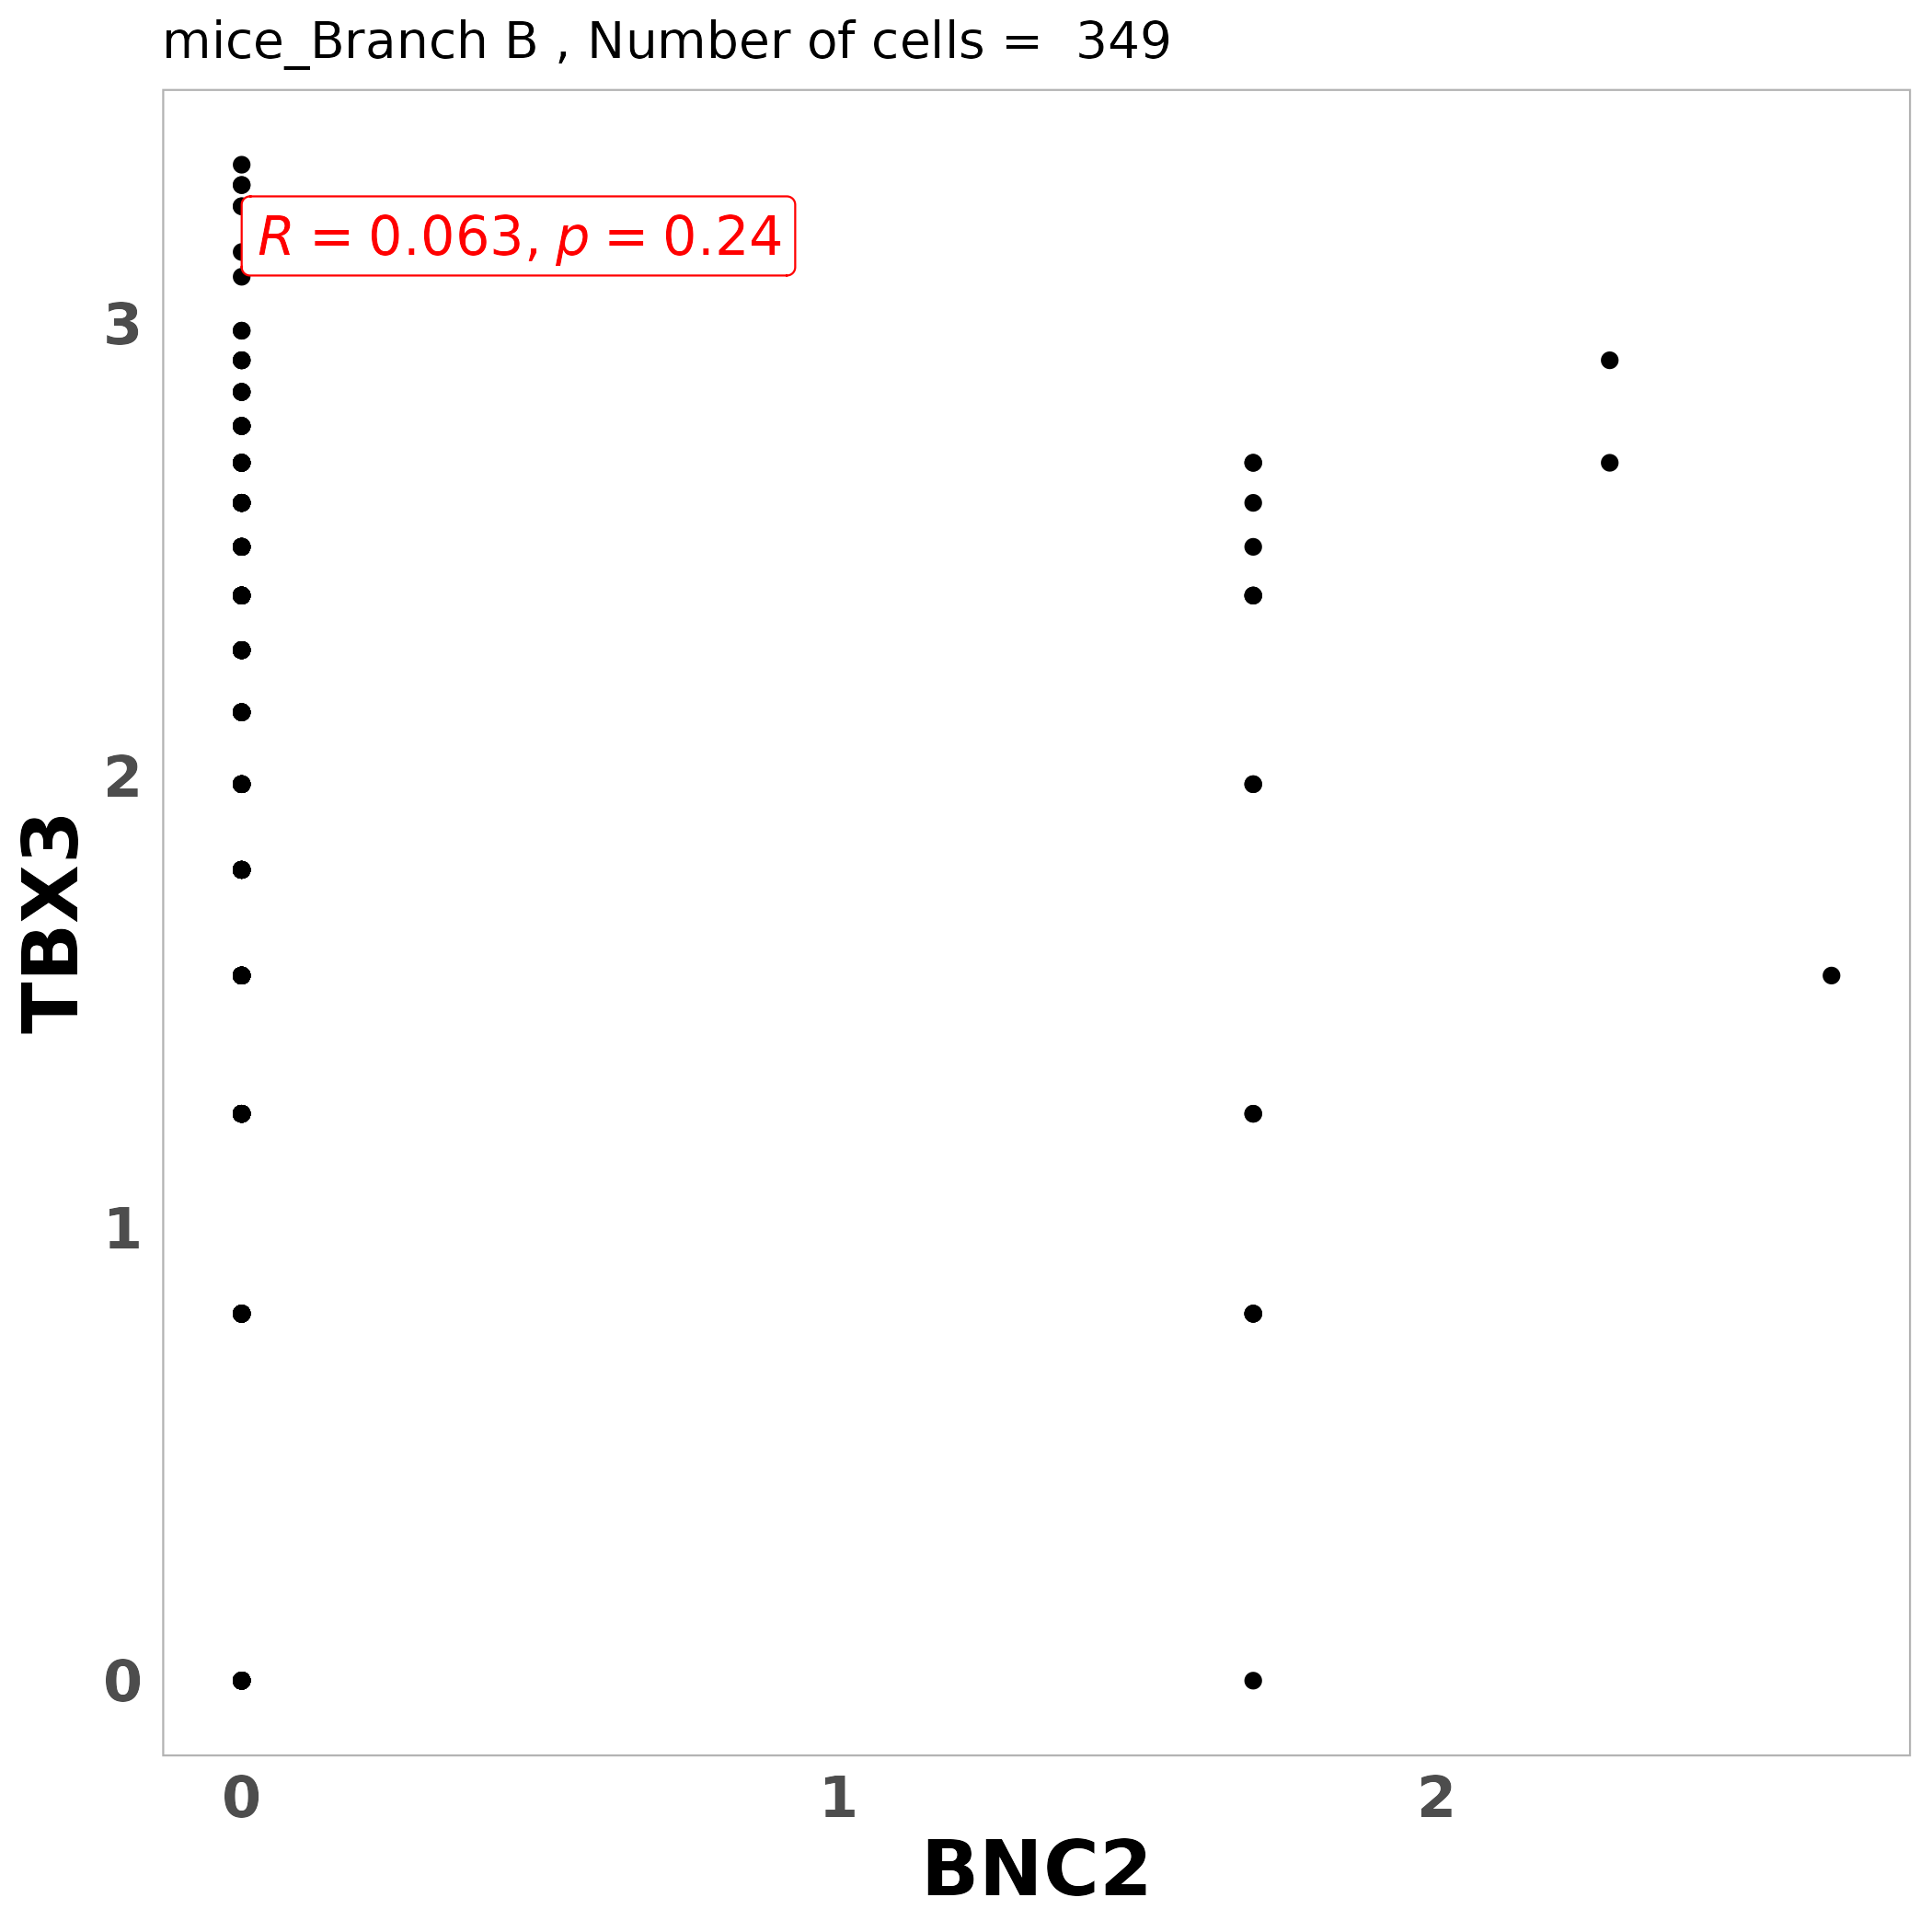 mice_Branch B , Number of cells =  349
R = 0.063, p = 0.24
3
2
1
0
TBX3
0 1 2
BNC2